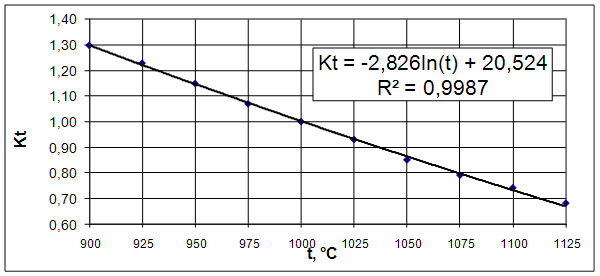 1,40
1,30
1,20
1,10
1,00
0,90
0,80
0,70
0,60
Kt
Kt = -2,826ln(t) + 20,524
R² = 0,9987
900 925 950 975 1000 1025 1050 1075 1100 1125
t, °C